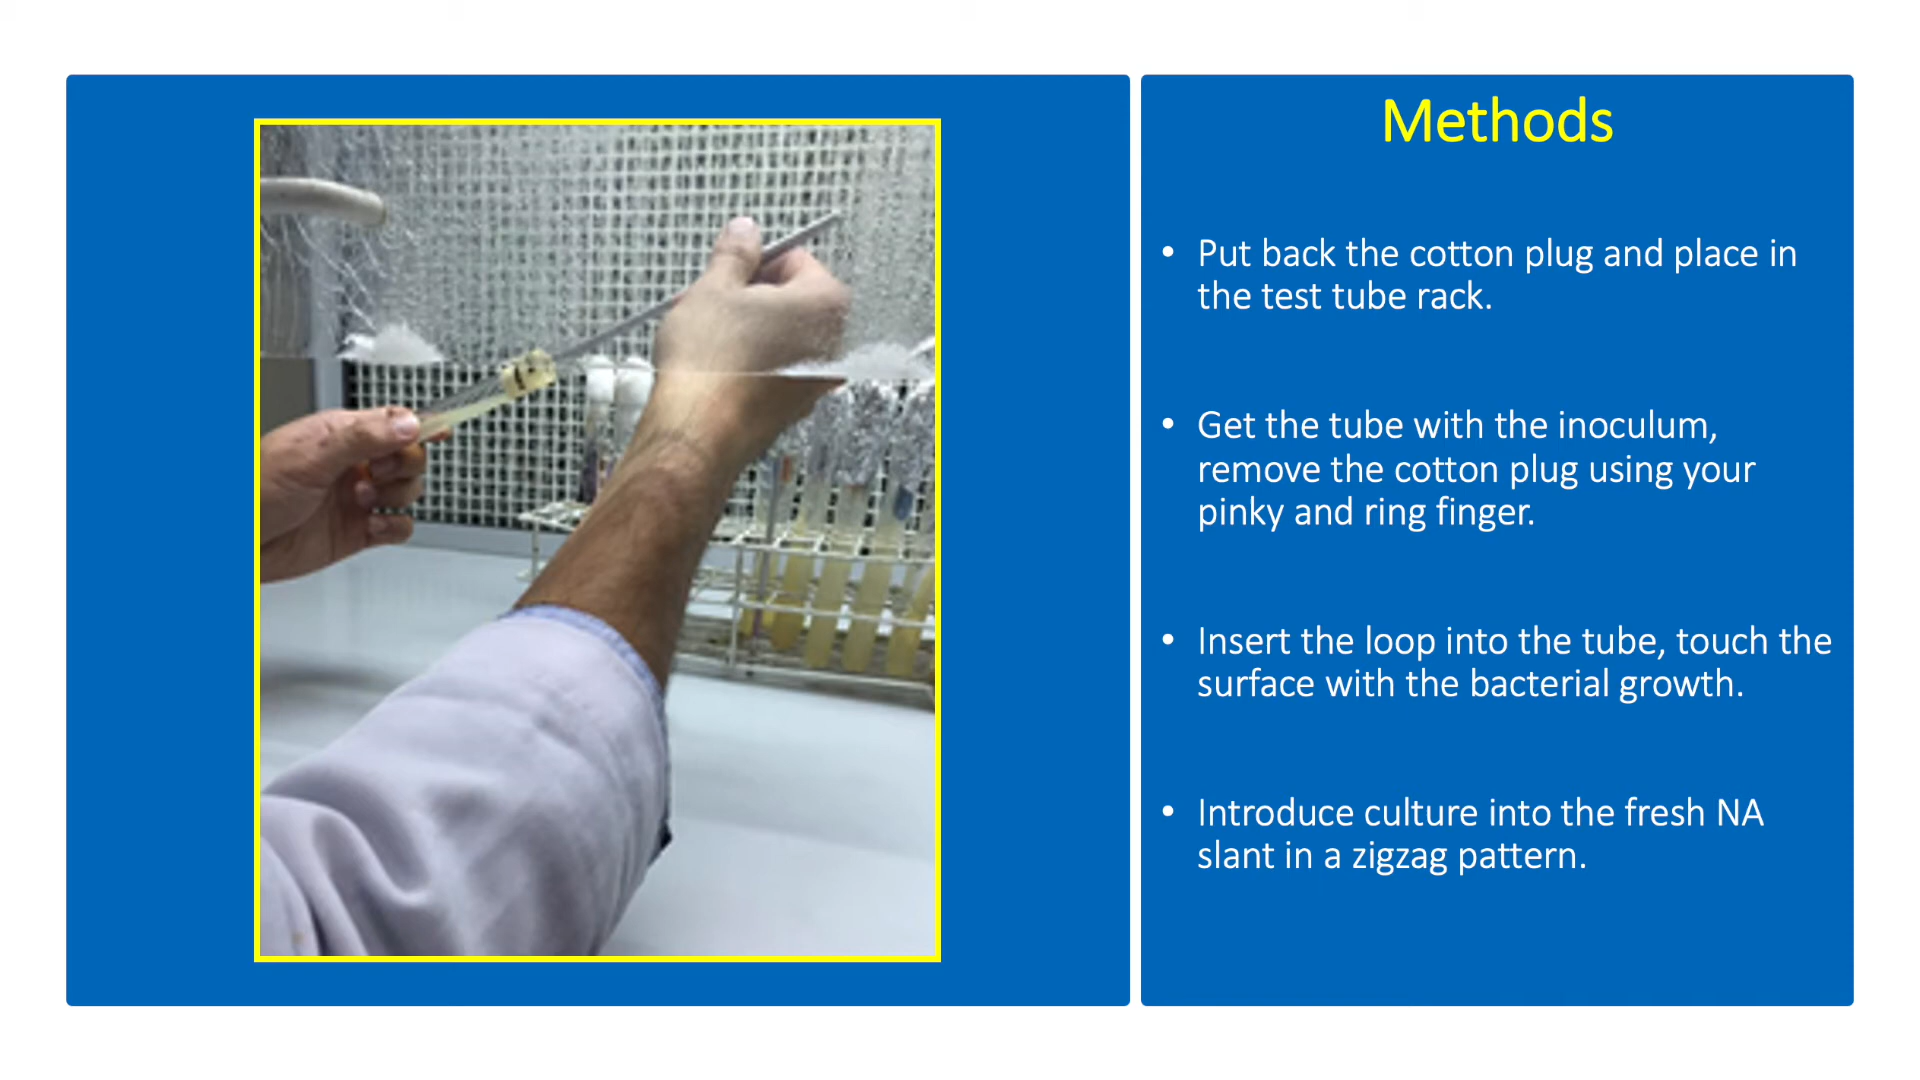 Methods
• Put back the cotton plug and place in
the test tube rack.
• Get the tube with the inoculum,
remove the cotton plug using your
pinky and ring finger.
• Insert the loop into the tube, touch the
surface with the bacterial growth.
• Introduce culture into the fresh NA
slant in a zigzag pattern.